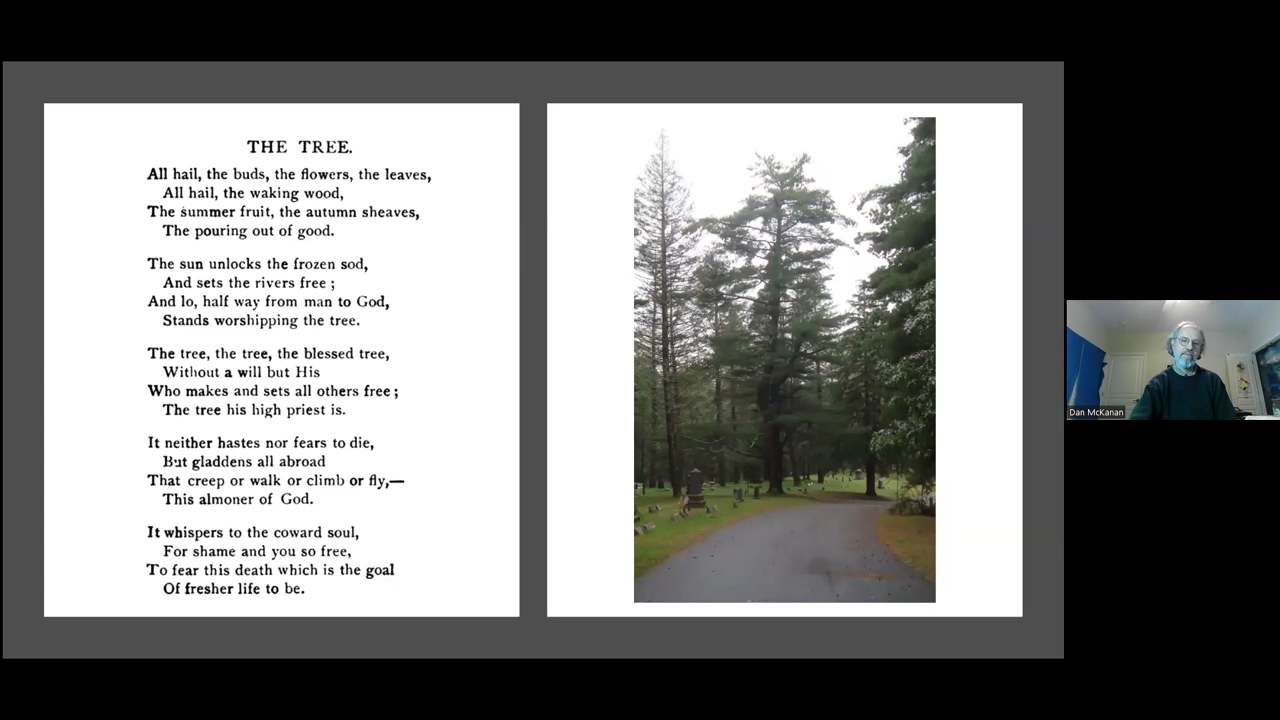 THE TREE.
All hail, the buds, the flowers, the leaves,
All hail, the waking wood,
The summer fruit, the autumn sheaves,
The pouring out of good.
The sun unlocks the frozen sod,
And sets the rivers free ;
And lo, half way from man to God,
Stands worshipping the tree.
The tree, the tree, the blessed tree,
Without a will but His
Who makes and sets all others free ;
The tree his high priest is.
It neither hastes nor fears to die,
But gladdens all abroad
That creep or walk or climb or fly,—
This almoner of God.
It whispers to the coward soul,
For shame and you so free,
To fear this death which is the goal
Of fresher life to be.
Dan McKanan